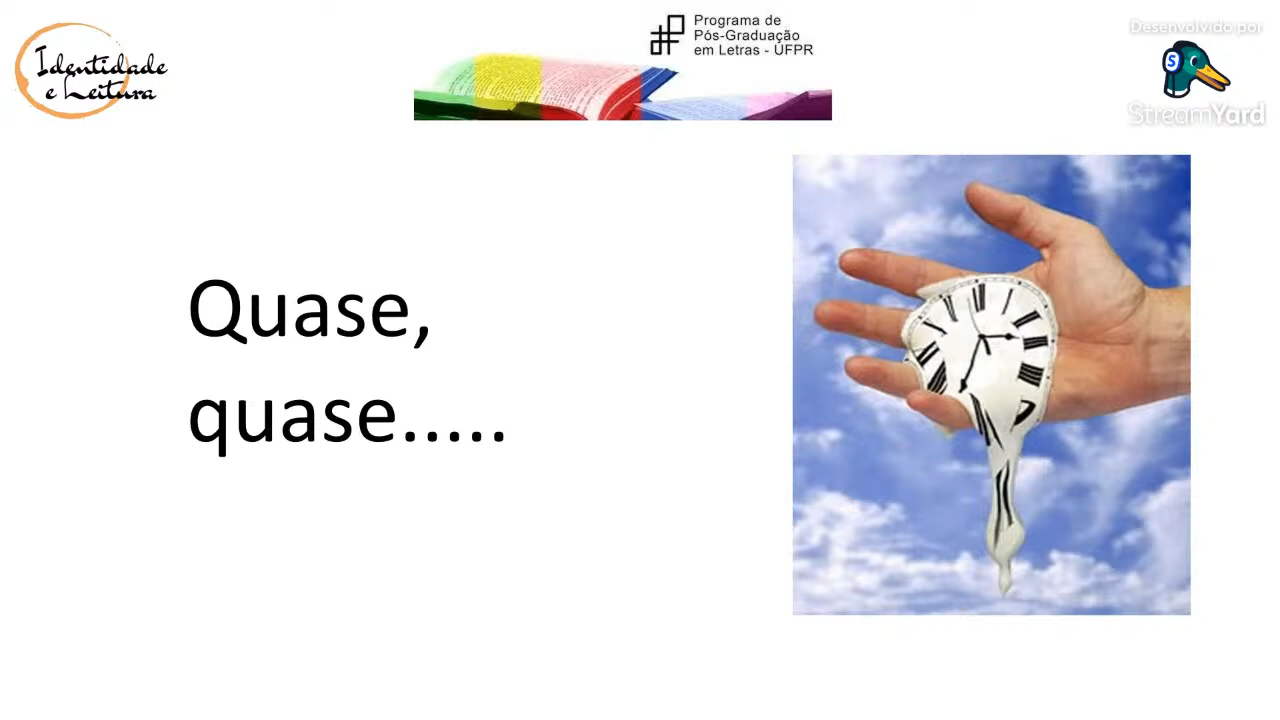 Identidade
e Leitura
Programa de
Pós-Graduação
em Letras - UFPR
Desenvolvido por
StreamYard
Quase,
quase.....